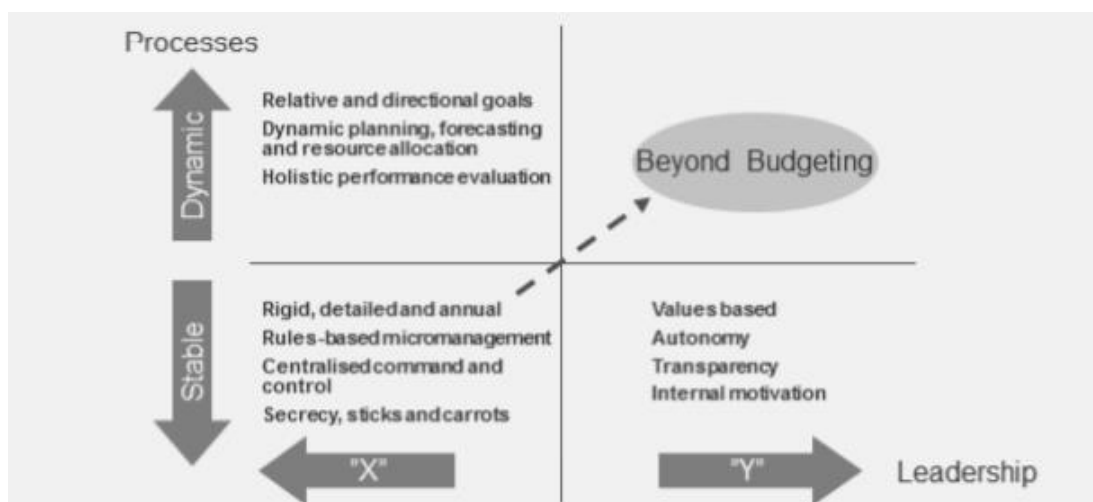 Processes
Dynamic
Relative and directional goals
Dynamic planning, forecasting
and resource allocation
Holistic performance evaluation
Beyond Budgeting
Stable
Rigid, detailed and annual
Rules-based micromanagement
Centralised command and
control
Secrecy, sticks and carrots
Values based
Autonomy
Transparency
Internal motivation
"X"
"Y"
Leadership